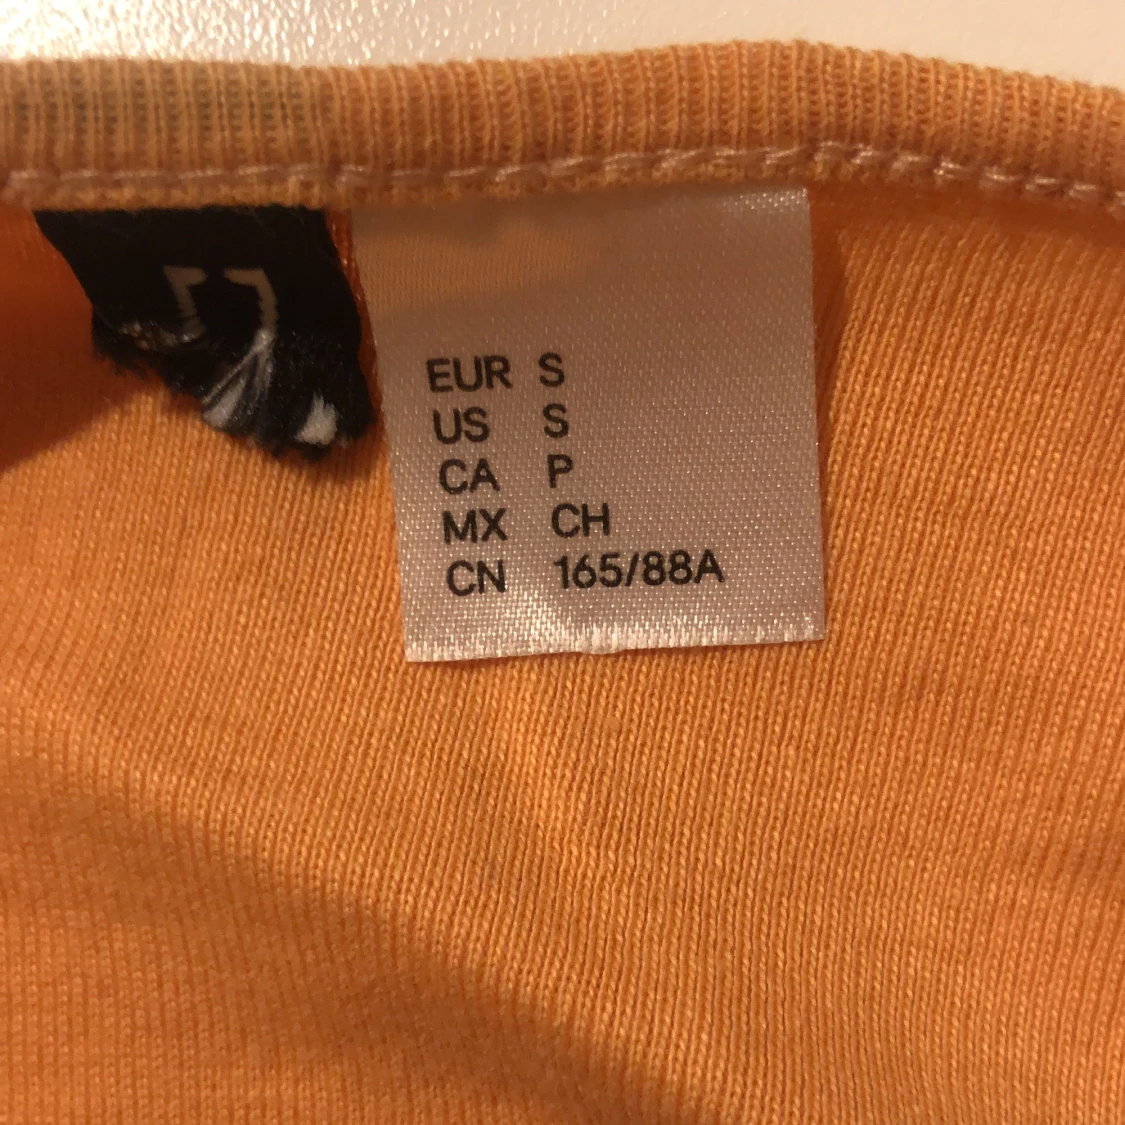 EUR S
US S
CA P
MX CH
CN 165/88A